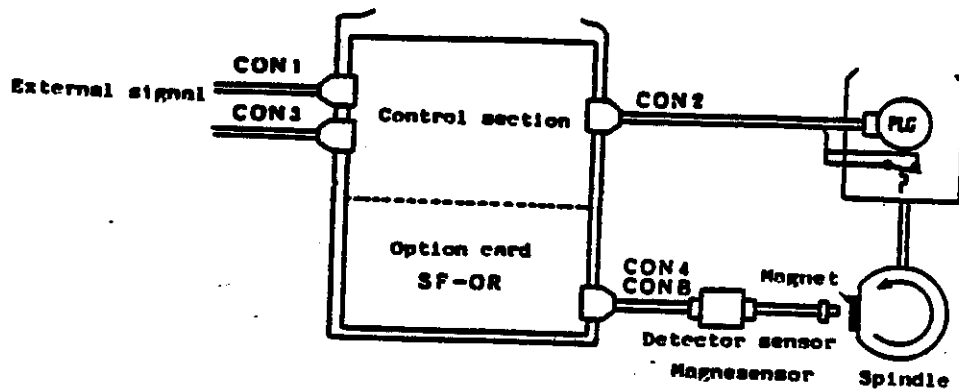 CON1
External signal
CON3
Control section
CON2
PLG
Option card
SF-OR
CON4
CON8
Magnet
Detector sensor
Magnesensor
Spindle